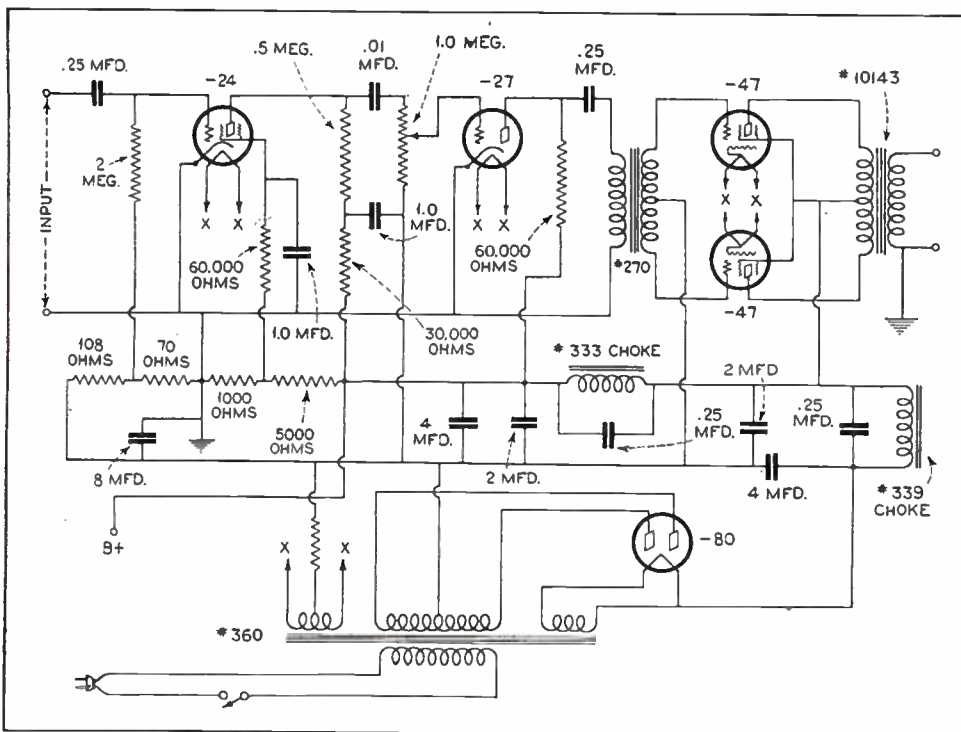 .5 MEG.
.01
MFD.
1.0 MEG.
.25
MFD.
.25 MFD.
-24
-27
-47
#10143
INPUT
2
MEG.
X X
X X
X X
X X
1.0
MFD.
60,000
OHMS
60,000
OHMS
#270
-47
1.0 MFD.
30,000
OHMS
108
OHMS
70
OHMS
#333 CHOKE
1000
OHMS
2 MFD
5000
OHMS
4
MFD.
.25
MFD.
.25
MFD.
8 MFD.
2 MFD.
4 MFD.
#339
CHOKE
B+
X X
-80
#360